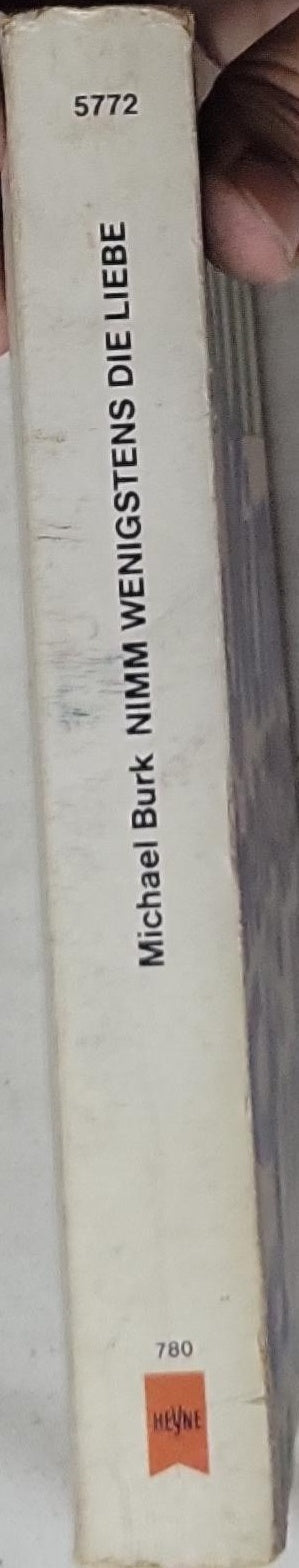 5772
Michael Burk NIMM WENIGSTENS DIE LIEBE
780
HEYNE